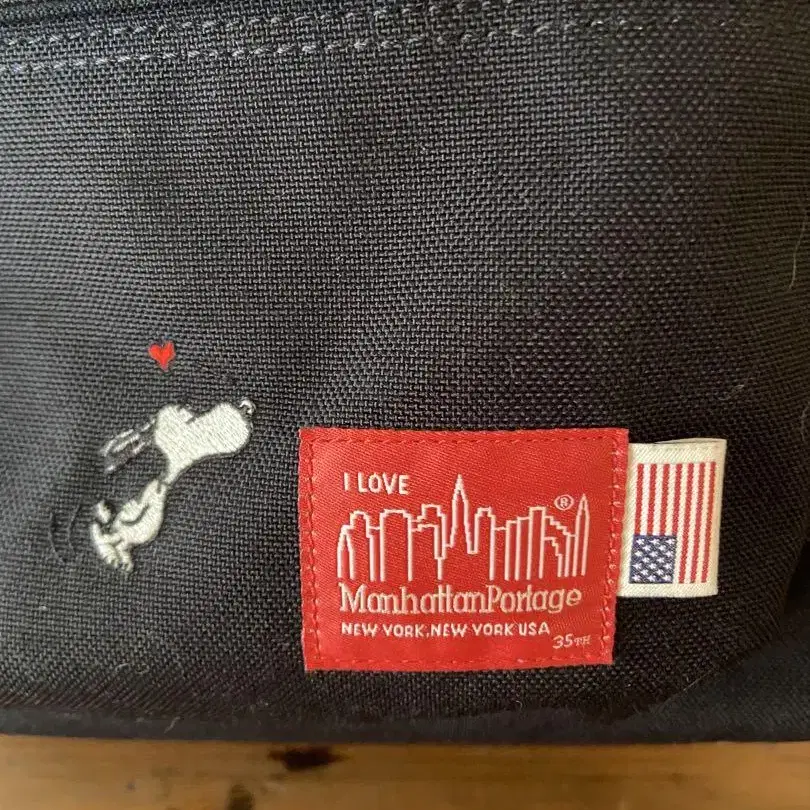 I LOVE
®
ManhattanPortage
NEW YORK, NEW YORK USA
35TH